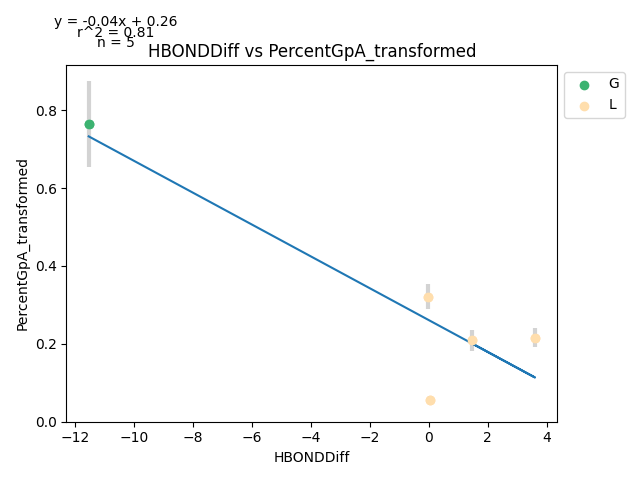 y = -0.04x + 0.26
r^2 = 0.81
n = 5
HBONDDiff vs PercentGpA_transformed
G
L
PercentGpA_transformed
0.8
0.6
0.4
0.2
0.0
−12 −10 −8 −6 −4 −2 0 2 4
HBONDDiff